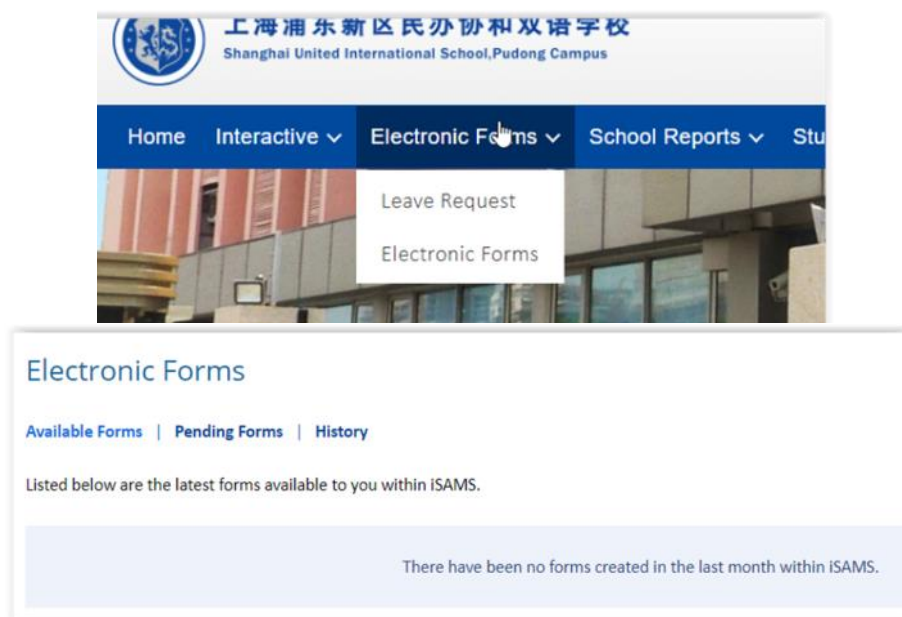 上海浦东新区民办协和双语学校
Shanghai United International School,Pudong Campus
Home Interactive Electronic Forms School Reports Stu
Leave Request
Electronic Forms
Electronic Forms
Available Forms | Pending Forms | History
Listed below are the latest forms available to you within iSAMS.
There have been no forms created in the last month within iSAMS.